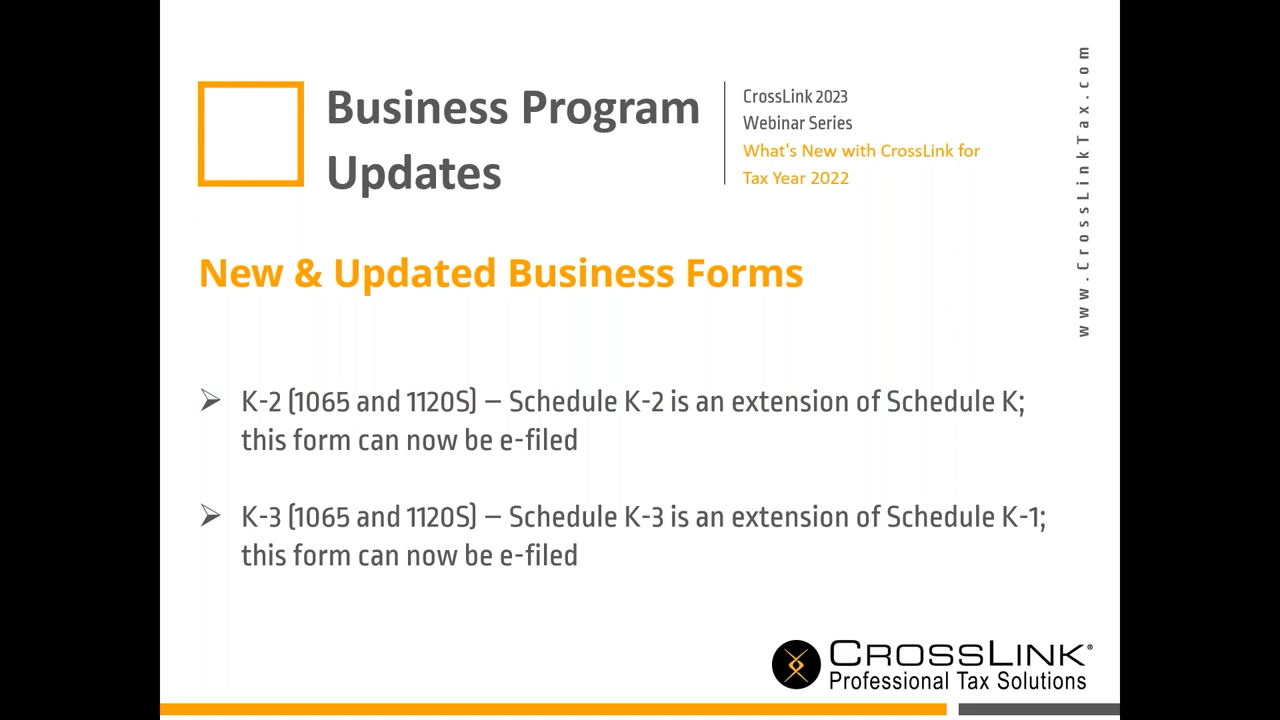 Business Program
Updates
CrossLink 2023
Webinar Series
What's New with CrossLink for
Tax Year 2022
www.CrossLinkTax.com
New & Updated Business Forms
➢ K-2 (1065 and 1120S) – Schedule K-2 is an extension of Schedule K;
this form can now be e-filed
➢ K-3 (1065 and 1120S) – Schedule K-3 is an extension of Schedule K-1;
this form can now be e-filed
CROSSLINK®
Professional Tax Solutions